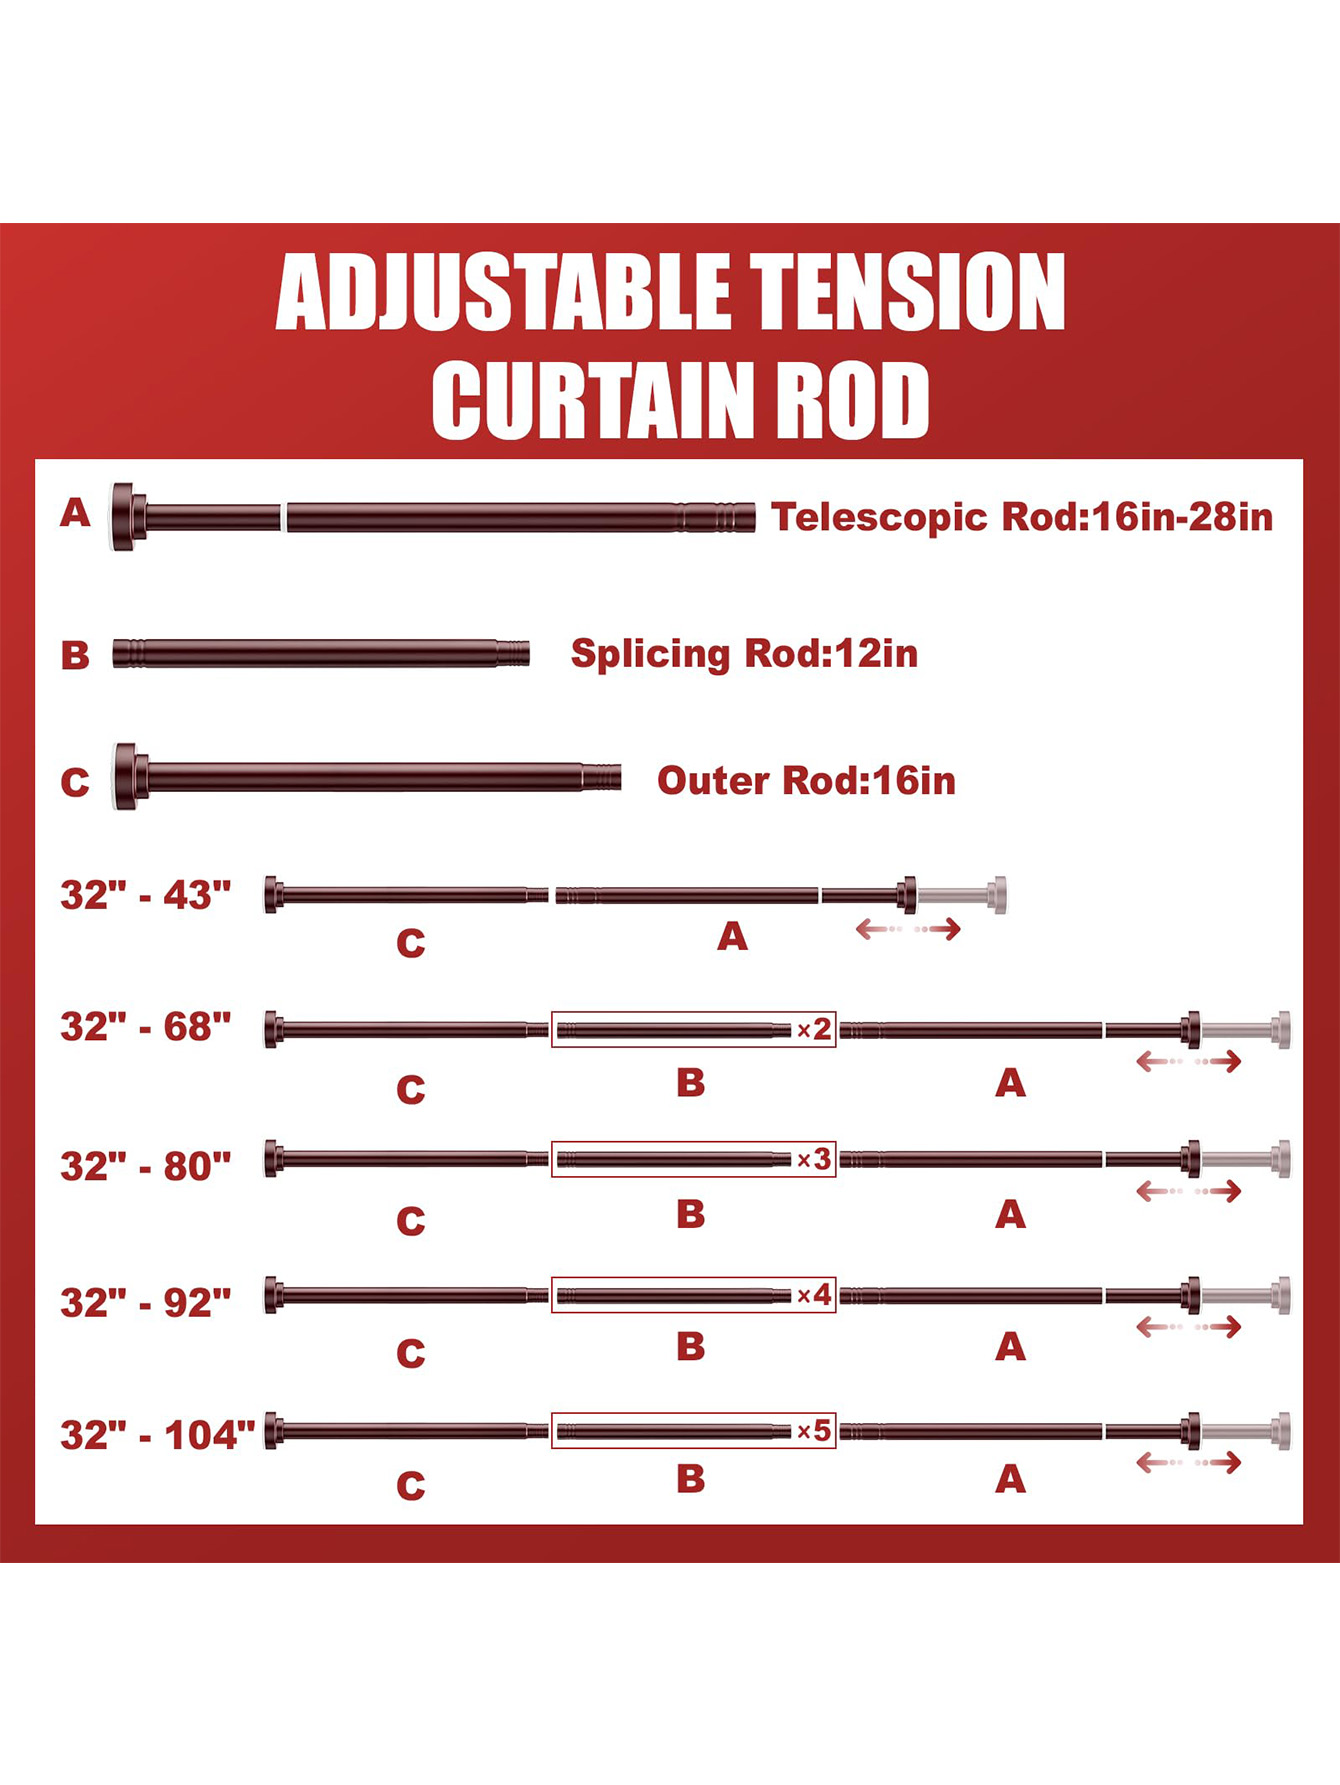 ADJUSTABLE TENSION
CURTAIN ROD
A Telescopic Rod:16in-28in
B Splicing Rod:12in
C Outer Rod:16in
32" - 43"
C A
32" - 68" ×2
C B A
32" - 80" ×3
C B A
32" - 92" ×4
C B A
32" - 104" ×5
C B A